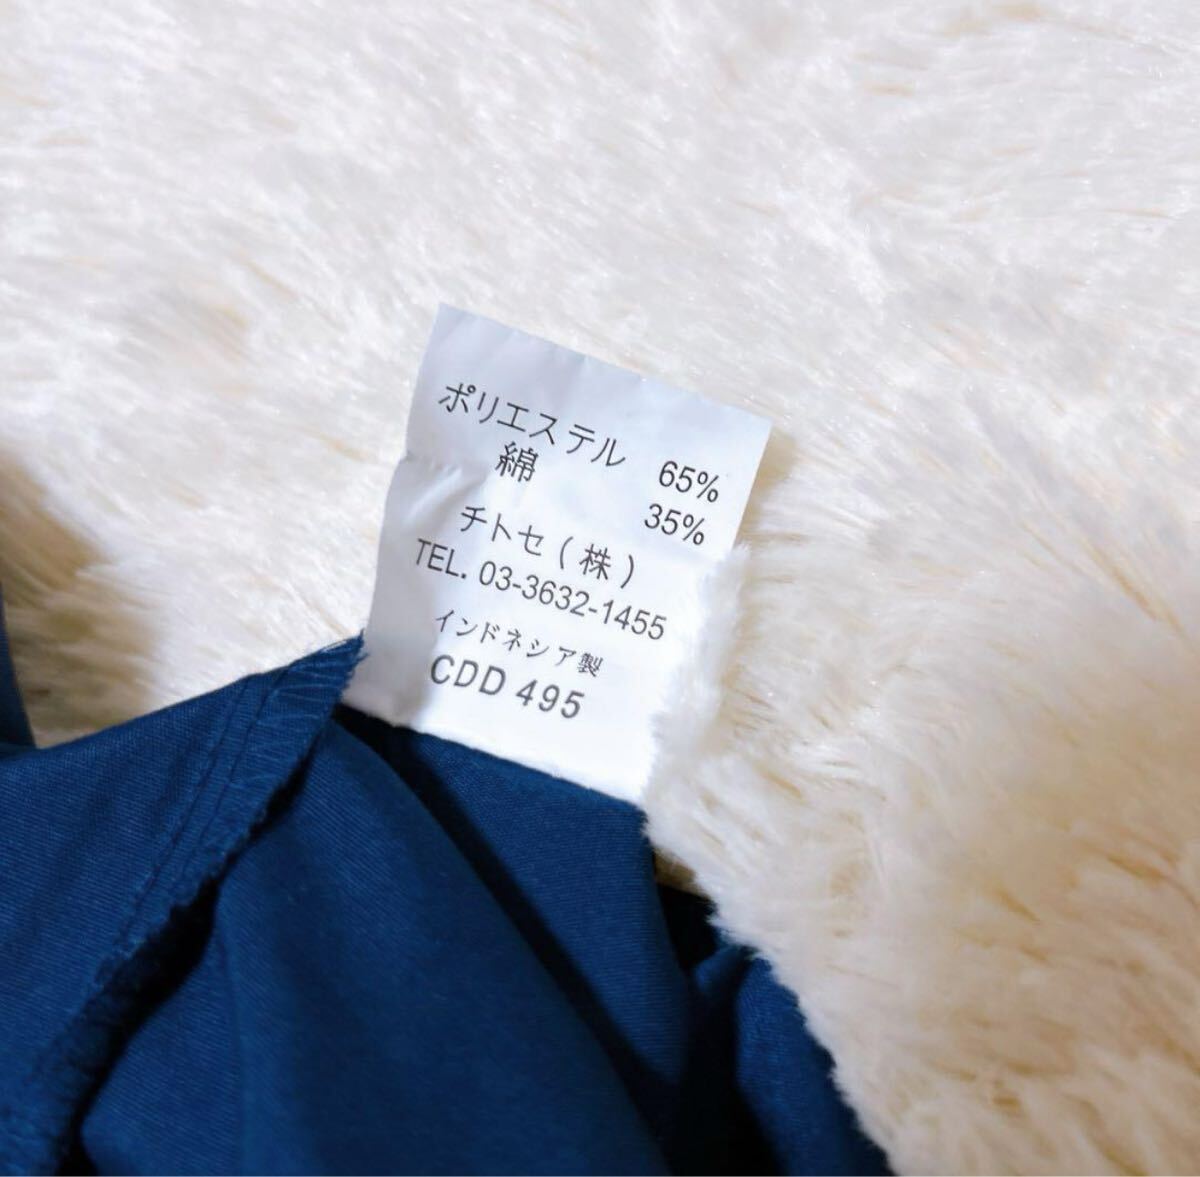 ポリエステル 65%
綿 35%
チトセ(株)
TEL. 03-3632-1455
インドネシア製
CDD 495